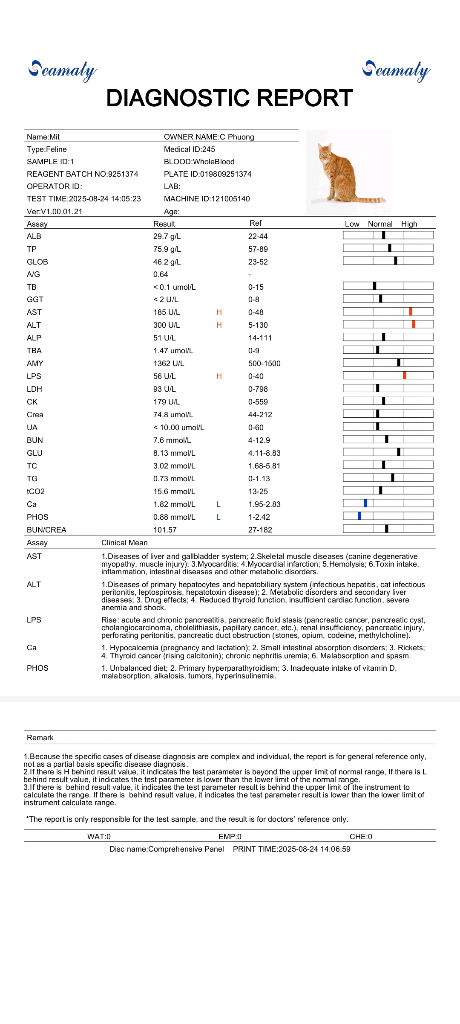 Seamaty Seamaty
DIAGNOSTIC REPORT
Name:Mit OWNER NAME:C Phuong
Type:Feline Medical ID:245
SAMPLE ID:1 BLOOD:WholeBlood
REAGENT BATCH NO:9251374 PLATE ID:019809251374
OPERATOR ID: LAB:
TEST TIME:2025-08-24 14:05:23 MACHINE ID:121005140
Ver:V1.00.01.21 Age:
Assay Result Ref Low Normal High
ALB 29.7 g/L 22-44
TP 75.9 g/L 57-89
GLOB 46.2 g/L 23-52
A/G 0.64 -
TB < 0.1 umol/L 0-15
GGT < 2 U/L 0-8
AST 185 U/L H 0-48
ALT 300 U/L H 5-130
ALP 51 U/L 14-111
TBA 1.47 umol/L 0-9
AMY 1362 U/L 500-1500
LPS 56 U/L H 0-40
LDH 93 U/L 0-798
CK 179 U/L 0-559
Crea 74.8 umol/L 44-212
UA < 10.00 umol/L 0-60
BUN 7.6 mmol/L 4-12.9
GLU 8.13 mmol/L 4.11-8.83
TC 3.02 mmol/L 1.68-5.81
TG 0.73 mmol/L 0-1.13
tCO2 15.6 mmol/L 13-25
Ca 1.82 mmol/L L 1.95-2.83
PHOS 0.88 mmol/L L 1-2.42
BUN/CREA 101.57 27-182
Assay Clinical Mean
AST 1.Diseases of liver and gallbladder system; 2.Skeletal muscle diseases (canine degenerative
myopathy, muscle injury); 3.Myocarditis; 4.Myocardial infarction; 5.Hemolysis; 6.Toxin intake,
inflammation, intestinal diseases and other metabolic disorders.
ALT 1.Diseases of primary hepatocytes and hepatobiliary system (infectious hepatitis, cat infectious
peritonitis, leptospirosis, hepatotoxin disease); 2. Metabolic disorders and secondary liver
diseases; 3. Drug effects; 4. Reduced thyroid function, insufficient cardiac function, severe
anemia and shock.
LPS Rise: acute and chronic pancreatitis, pancreatic fluid stasis (pancreatic cancer, pancreatic cyst,
cholangiocarcinoma, cholelithiasis, papillary cancer, etc.), renal insufficiency, pancreatic injury,
perforating peritonitis, pancreatic duct obstruction (stones, opium, codeine, methylcholine).
Ca 1. Hypocalcemia (pregnancy and lactation); 2. Small intestinal absorption disorders; 3. Rickets;
4. Thyroid cancer (rising calcitonin); chronic nephritis uremia; 6. Malabsorption and spasm.
PHOS 1. Unbalanced diet; 2. Primary hyperparathyroidism; 3. Inadequate intake of vitamin D,
malabsorption, alkalosis, tumors, hyperinsulinemia.
Remark
1.Because the specific cases of disease diagnosis are complex and individual, the report is for general reference only,
not as a partial basis specific disease diagnosis.
2.If there is H behind result value, it indicates the test parameter is beyond the upper limit of normal range, If there is L
behind result value, it indicates the test parameter is lower than the lower limit of the normal range.
3.If there is  behind result value, it indicates the test parameter result is behind the upper limit of the instrument to
calculate the range. If there is  behind result value, it indicates the test parameter result is lower than the lower limit of
instrument calculate range.
*The report is only responsible for the test sample, and the result is for doctors' reference only.
WAT:0 EMP:0 CHE:0
Disc name:Comprehensive Panel PRINT TIME:2025-08-24 14:06:59